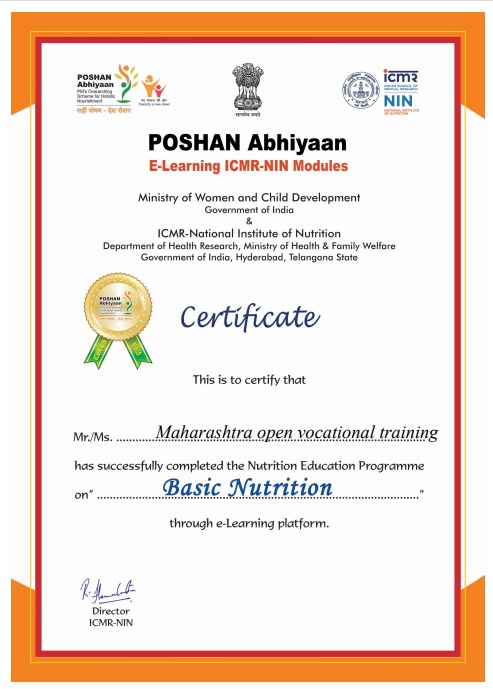 POSHAN
Abhiyaan
PM's Overarching
Scheme for Holistic
Nourishment
सही पोषण - देश रोशन
सत्यमेव जयते
icmr
INDIAN COUNCIL OF
MEDICAL RESEARCH
NIN
NATIONAL INSTITUTE
OF NUTRITION
POSHAN Abhiyaan
E-Learning ICMR-NIN Modules
Ministry of Women and Child Development
Government of India
&
ICMR-National Institute of Nutrition
Department of Health Research, Ministry of Health & Family Welfare
Government of India, Hyderabad, Telangana State
POSHAN
Abhiyaan
Certificate
This is to certify that
Mr./Ms. Maharashtra open vocational training
has successfully completed the Nutrition Education Programme
on" Basic Nutrition "
through e-Learning platform.
Director
ICMR-NIN